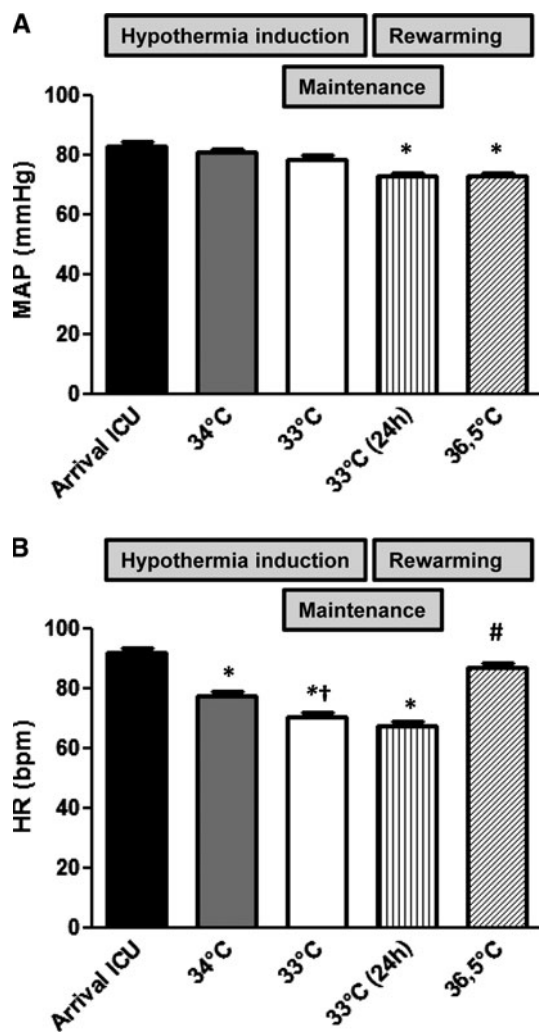 A
Hypothermia induction Rewarming
Maintenance
100
80
60
40
20
0
MAP (mmHg)
* *
Arrival ICU 34°C 33°C 33°C (24h) 36,5°C
B
Hypothermia induction Rewarming
Maintenance
100
80
60
40
20
0
HR (bpm)
* *† * #
Arrival ICU 34°C 33°C 33°C (24h) 36,5°C